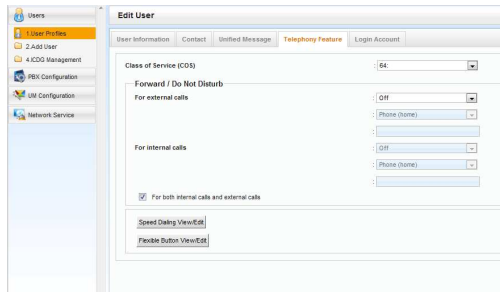 Users
1.User Profiles
2.Add User
4.ICDG Management
PBX Configuration
UM Configuration
Network Service
Edit User
User Information
Contact
Unified Message
Telephony Feature
Login Account
Class of Service (COS)
: 64:
Forward / Do Not Disturb
For external calls
: Off
: Phone (home)
:
For internal calls
: Off
: Phone (home)
:
For both internal calls and external calls
Speed Dialing View/Edit
Flexible Button View/Edit